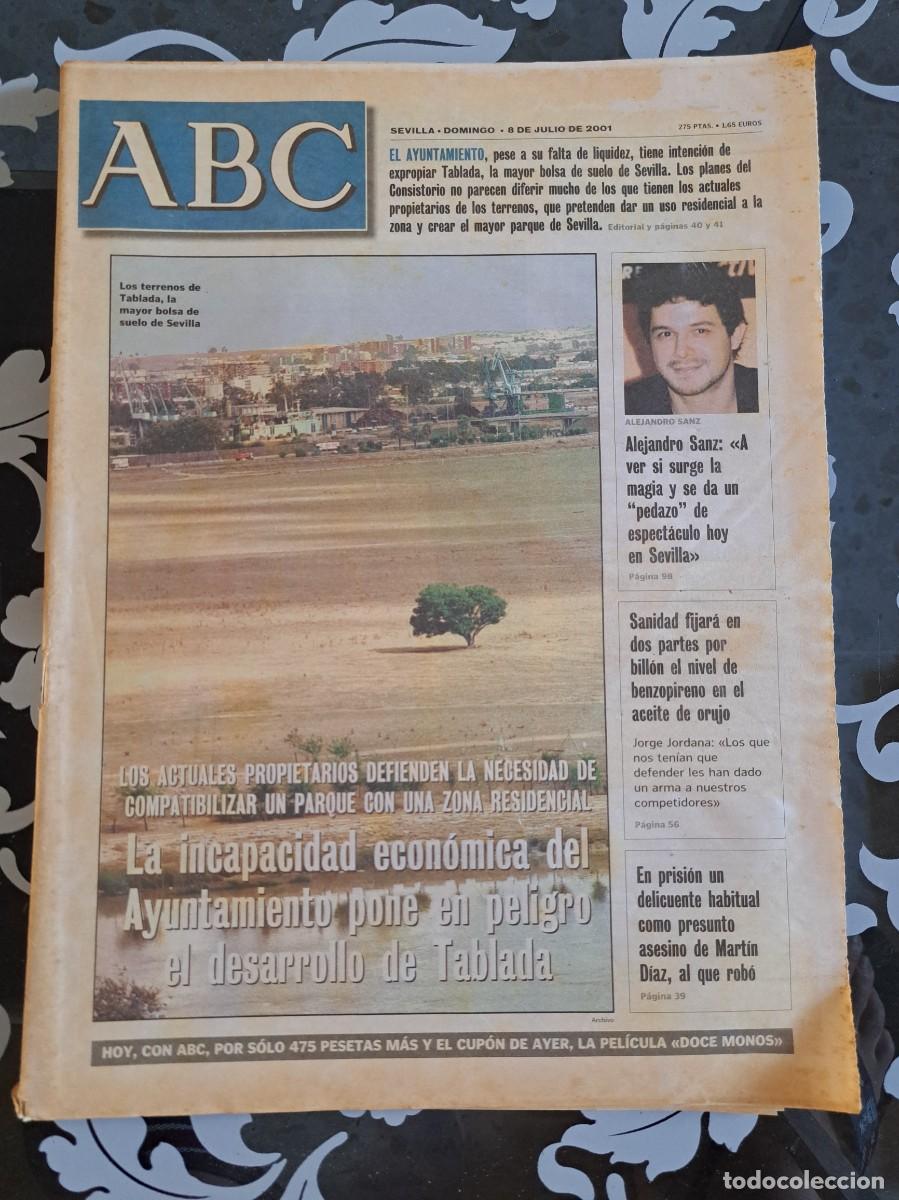 ABC
SEVILLA • DOMINGO • 8 DE JULIO DE 2001
275 PTAS. • 1,65 EUROS
EL AYUNTAMIENTO, pese a su falta de liquidez, tiene intención de
expropiar Tablada, la mayor bolsa de suelo de Sevilla. Los planes del
Consistorio no parecen diferir mucho de los que tienen los actuales
propietarios de los terrenos, que pretenden dar un uso residencial a la
zona y crear el mayor parque de Sevilla. Editorial y páginas 40 y 41
Los terrenos de
Tablada, la
mayor bolsa de
suelo de Sevilla
LOS ACTUALES PROPIETARIOS DEFIENDEN LA NECESIDAD DE
COMPATIBILIZAR UN PARQUE CON UNA ZONA RESIDENCIAL
La incapacidad económica del
Ayuntamiento pone en peligro
el desarrollo de Tablada
Archivo
ALEJANDRO SANZ
Alejandro Sanz: «A
ver si surge la
magia y se da un
"pedazo" de
espectáculo hoy
en Sevilla»
Página 98
Sanidad fijará en
dos partes por
billón el nivel de
benzopireno en el
aceite de orujo
Jorge Jordana: «Los que
nos tenían que
defender les han dado
un arma a nuestros
competidores»
Página 56
En prisión un
delicuente habitual
como presunto
asesino de Martín
Díaz, al que robó
Página 39
HOY, CON ABC, POR SÓLO 475 PESETAS MÁS Y EL CUPÓN DE AYER, LA PELÍCULA «DOCE MONOS»
todocoleccion